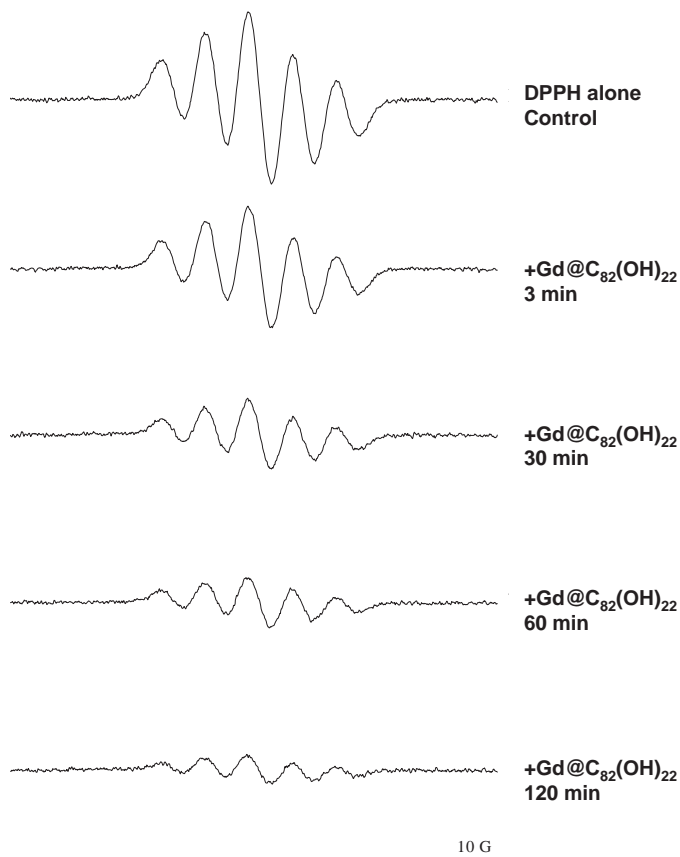 DPPH alone
Control
+Gd@C82(OH)22
3 min
+Gd@C82(OH)22
30 min
+Gd@C82(OH)22
60 min
+Gd@C82(OH)22
120 min
10 G